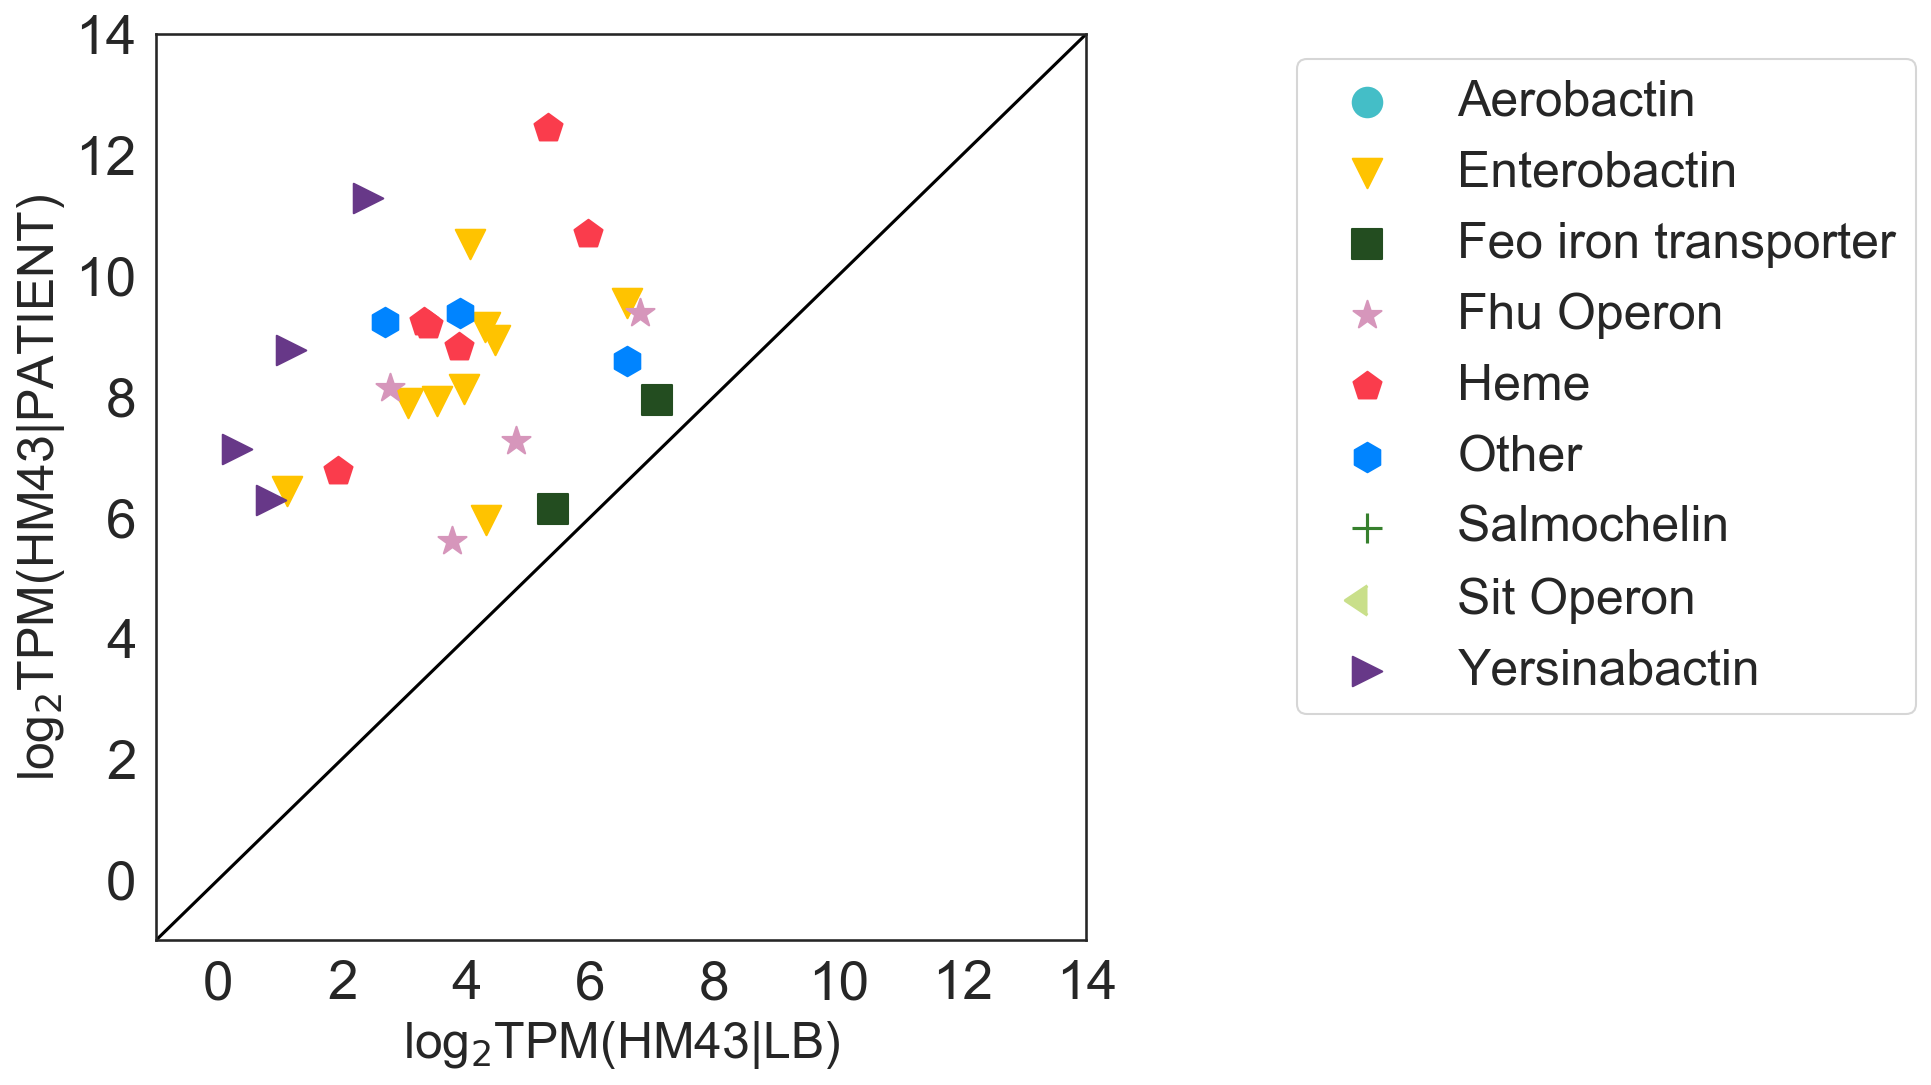 14
12
10
8
6
4
2
0
log₂TPM(HM43|PATIENT)
0 2 4 6 8 10 12 14
log₂TPM(HM43|LB)
Aerobactin
Enterobactin
Feo iron transporter
Fhu Operon
Heme
Other
Salmochelin
Sit Operon
Yersinabactin